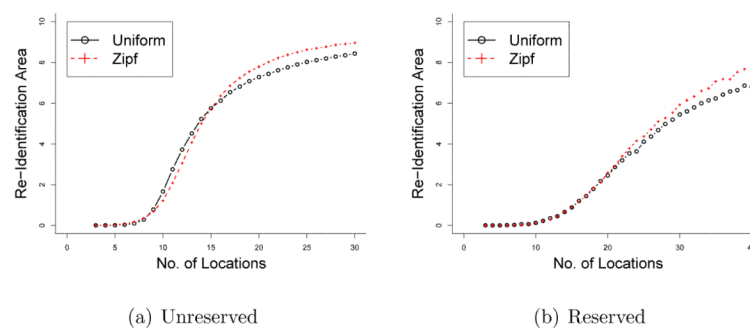 Uniform
Zipf
Re-Identification Area
0 2 4 6 8 10
0 5 10 15 20 25 30
No. of Locations
(a) Unreserved
Uniform
Zipf
Re-Identification Area
0 2 4 6 8 10
0 10 20 30
No. of Locations
(b) Reserved